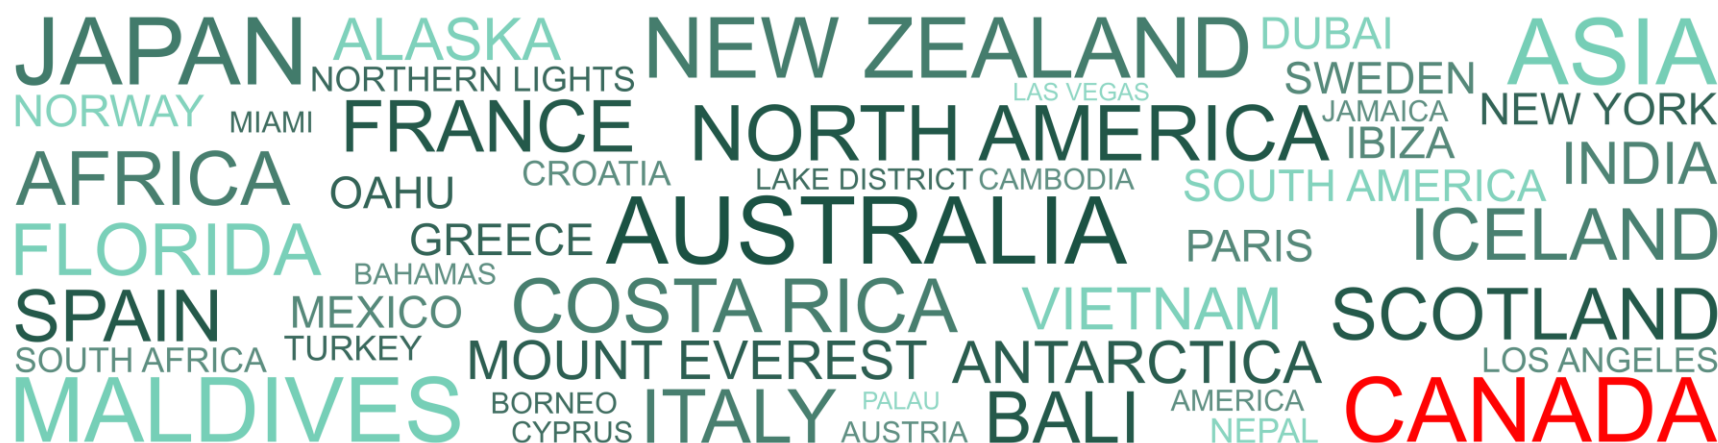 JAPAN
ALASKA
NEW ZEALAND
DUBAI
ASIA
NORTHERN LIGHTS
LAS VEGAS
SWEDEN
NORWAY
MIAMI
FRANCE
NORTH AMERICA
JAMAICA
NEW YORK
IBIZA
AFRICA
OAHU
CROATIA
LAKE DISTRICT
CAMBODIA
SOUTH AMERICA
INDIA
FLORIDA
GREECE
AUSTRALIA
PARIS
ICELAND
BAHAMAS
SPAIN
MEXICO
COSTA RICA
VIETNAM
SCOTLAND
SOUTH AFRICA
TURKEY
MOUNT EVEREST
ANTARCTICA
LOS ANGELES
MALDIVES
BORNEO
ITALY
PALAU
BALI
AMERICA
CANADA
CYPRUS
AUSTRIA
NEPAL